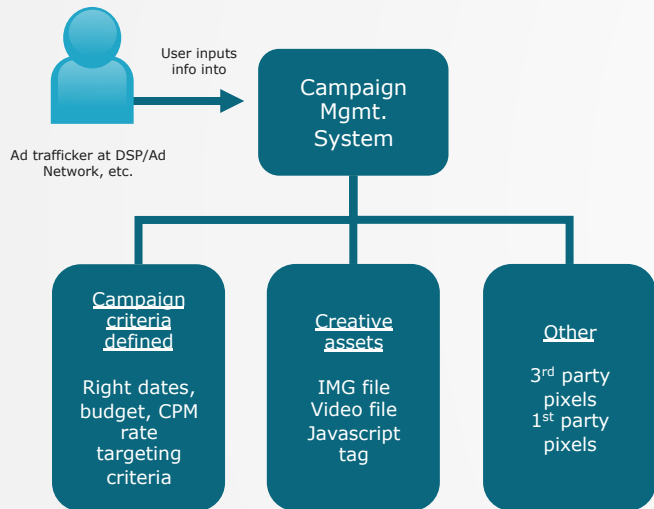 User inputs
info into
Campaign
Mgmt.
System
Ad trafficker at DSP/Ad
Network, etc.
Campaign
criteria
defined
Right dates,
budget, CPM
rate
targeting
criteria
Creative
assets
IMG file
Video file
Javascript
tag
Other
3rd party
pixels
1st party
pixels